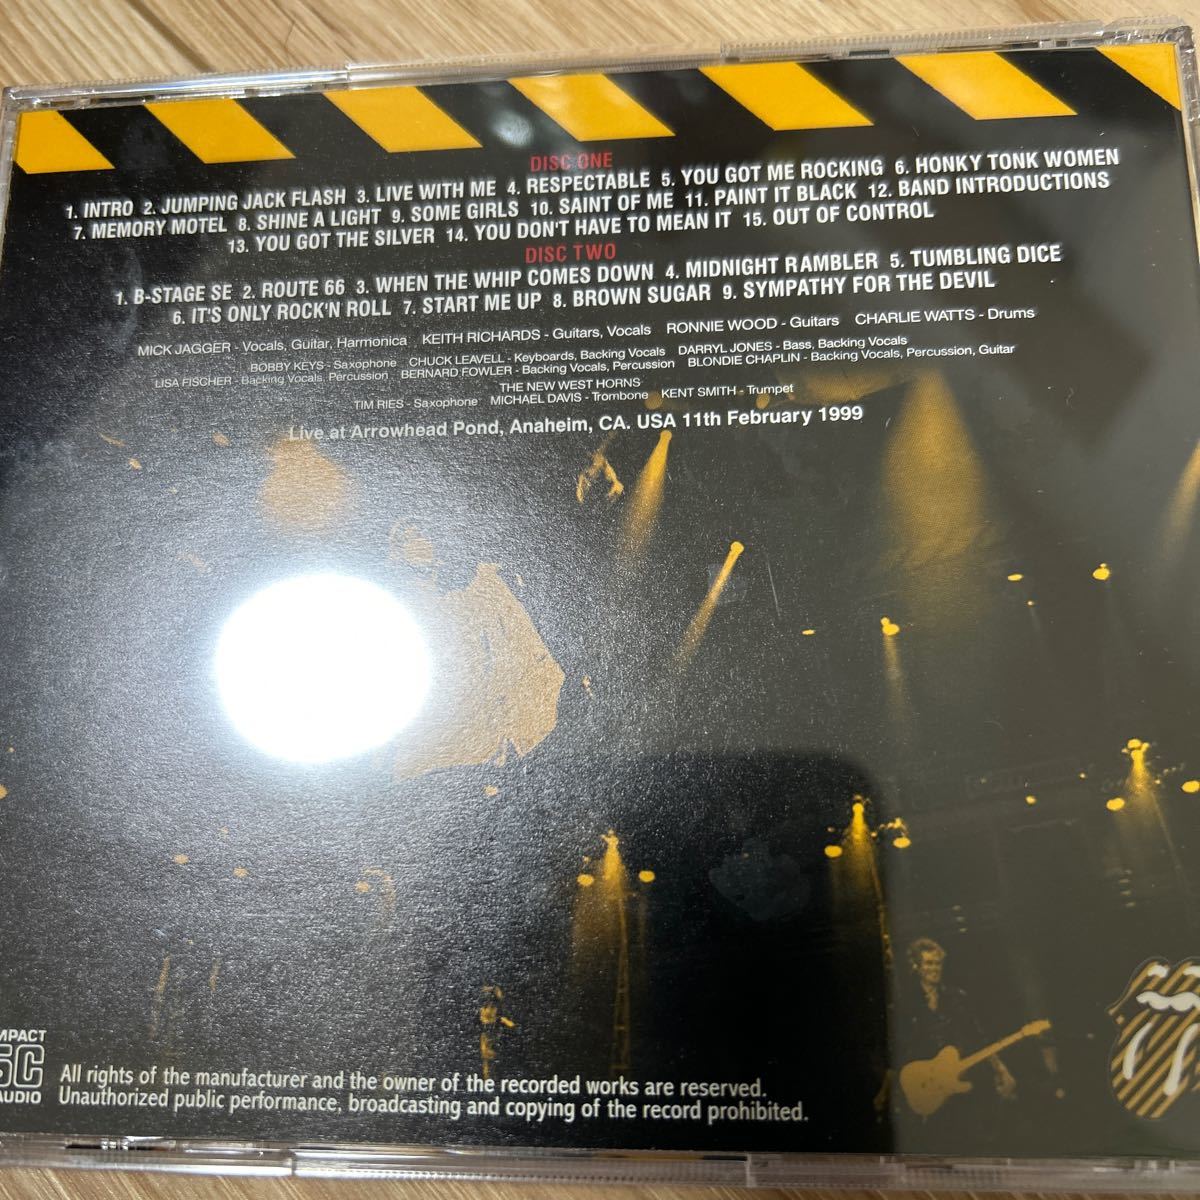 DISC ONE
1. INTRO 2. JUMPING JACK FLASH 3. LIVE WITH ME 4. RESPECTABLE 5. YOU GOT ME ROCKING 6. HONKY TONK WOMEN
7. MEMORY MOTEL 8. SHINE A LIGHT 9. SOME GIRLS 10. SAINT OF ME 11. PAINT IT BLACK 12. BAND INTRODUCTIONS
13. YOU GOT THE SILVER 14. YOU DON'T HAVE TO MEAN IT 15. OUT OF CONTROL
DISC TWO
1. B-STAGE SE 2. ROUTE 66 3. WHEN THE WHIP COMES DOWN 4. MIDNIGHT RAMBLER 5. TUMBLING DICE
6. IT'S ONLY ROCK'N ROLL 7. START ME UP 8. BROWN SUGAR 9. SYMPATHY FOR THE DEVIL
MICK JAGGER - Vocals, Guitar, Harmonica KEITH RICHARDS - Guitars, Vocals RONNIE WOOD - Guitars CHARLIE WATTS - Drums
BOBBY KEYS - Saxophone CHUCK LEAVELL - Keyboards, Backing Vocals DARRYL JONES - Bass, Backing Vocals
LISA FISCHER - Backing Vocals, Percussion BERNARD FOWLER - Backing Vocals, Percussion BLONDIE CHAPLIN - Backing Vocals, Percussion, Guitar
THE NEW WEST HORNS
TIM RIES - Saxophone MICHAEL DAVIS - Trombone KENT SMITH - Trumpet
Live at Arrowhead Pond, Anaheim, CA. USA 11th February 1999
MPACT
SC
AUDIO
All rights of the manufacturer and the owner of the recorded works are reserved.
Unauthorized public performance, broadcasting and copying of the record prohibited.